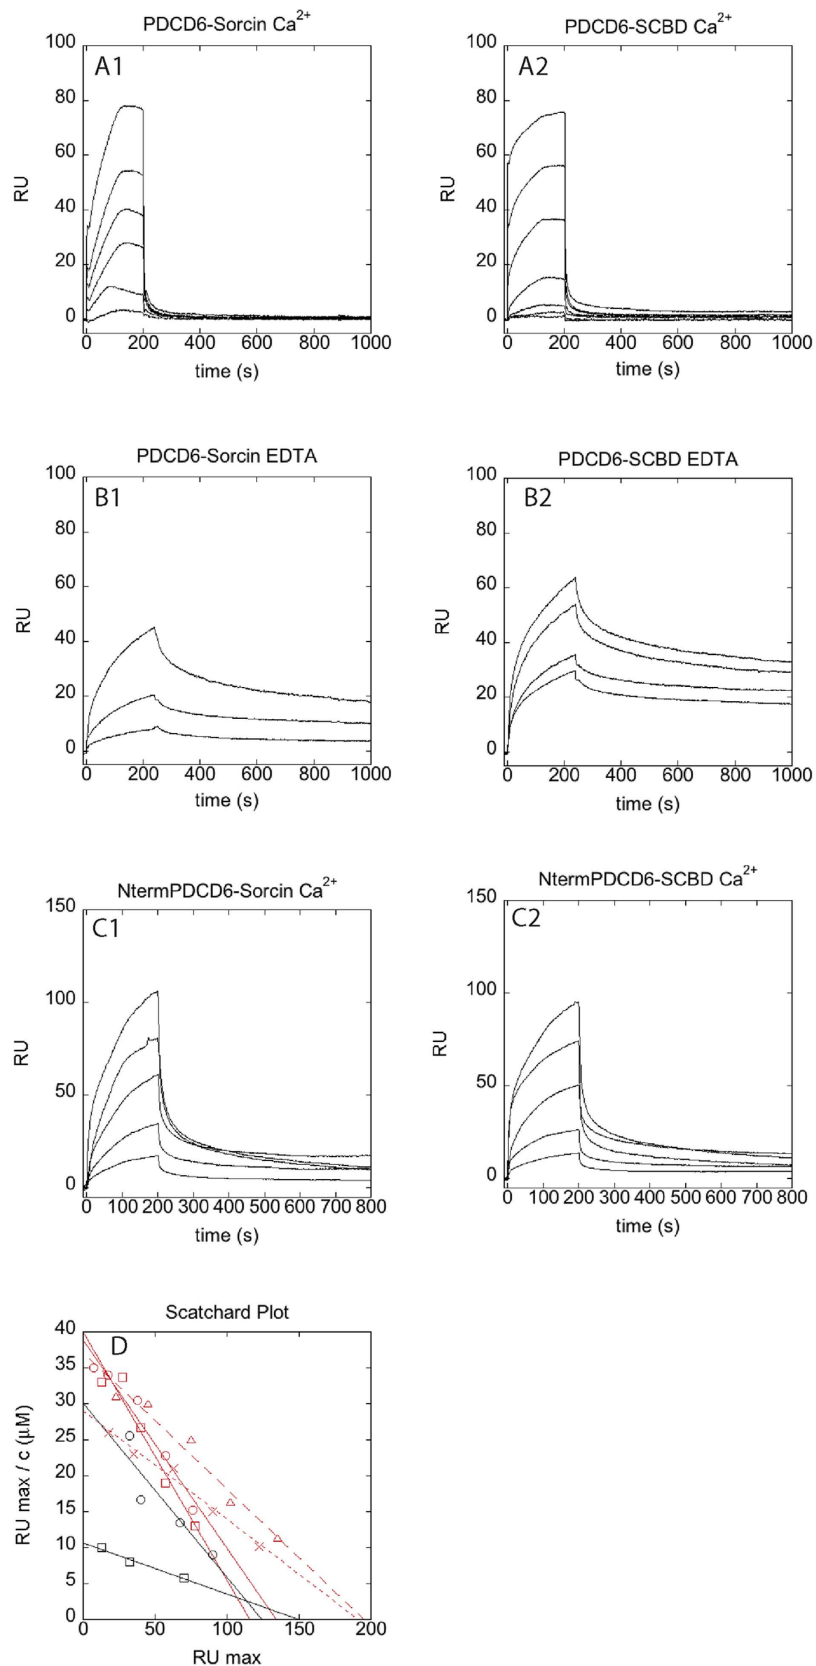 PDCD6-Sorcin Ca2+
A1
100
80
60
40
20
0
RU
0 200 400 600 800 1000
time (s)
PDCD6-SCBD Ca2+
A2
100
80
60
40
20
0
RU
0 200 400 600 800 1000
time (s)
PDCD6-Sorcin EDTA
B1
100
80
60
40
20
0
RU
0 200 400 600 800 1000
time (s)
PDCD6-SCBD EDTA
B2
100
80
60
40
20
0
RU
0 200 400 600 800 1000
time (s)
NtermPDCD6-Sorcin Ca2+
C1
150
100
50
0
RU
0 100 200 300 400 500 600 700 800
time (s)
NtermPDCD6-SCBD Ca2+
C2
150
100
50
0
RU
0 100 200 300 400 500 600 700 800
time (s)
Scatchard Plot
D
40
35
30
25
20
15
10
5
0
RU max / c (μM)
0 50 100 150 200
RU max